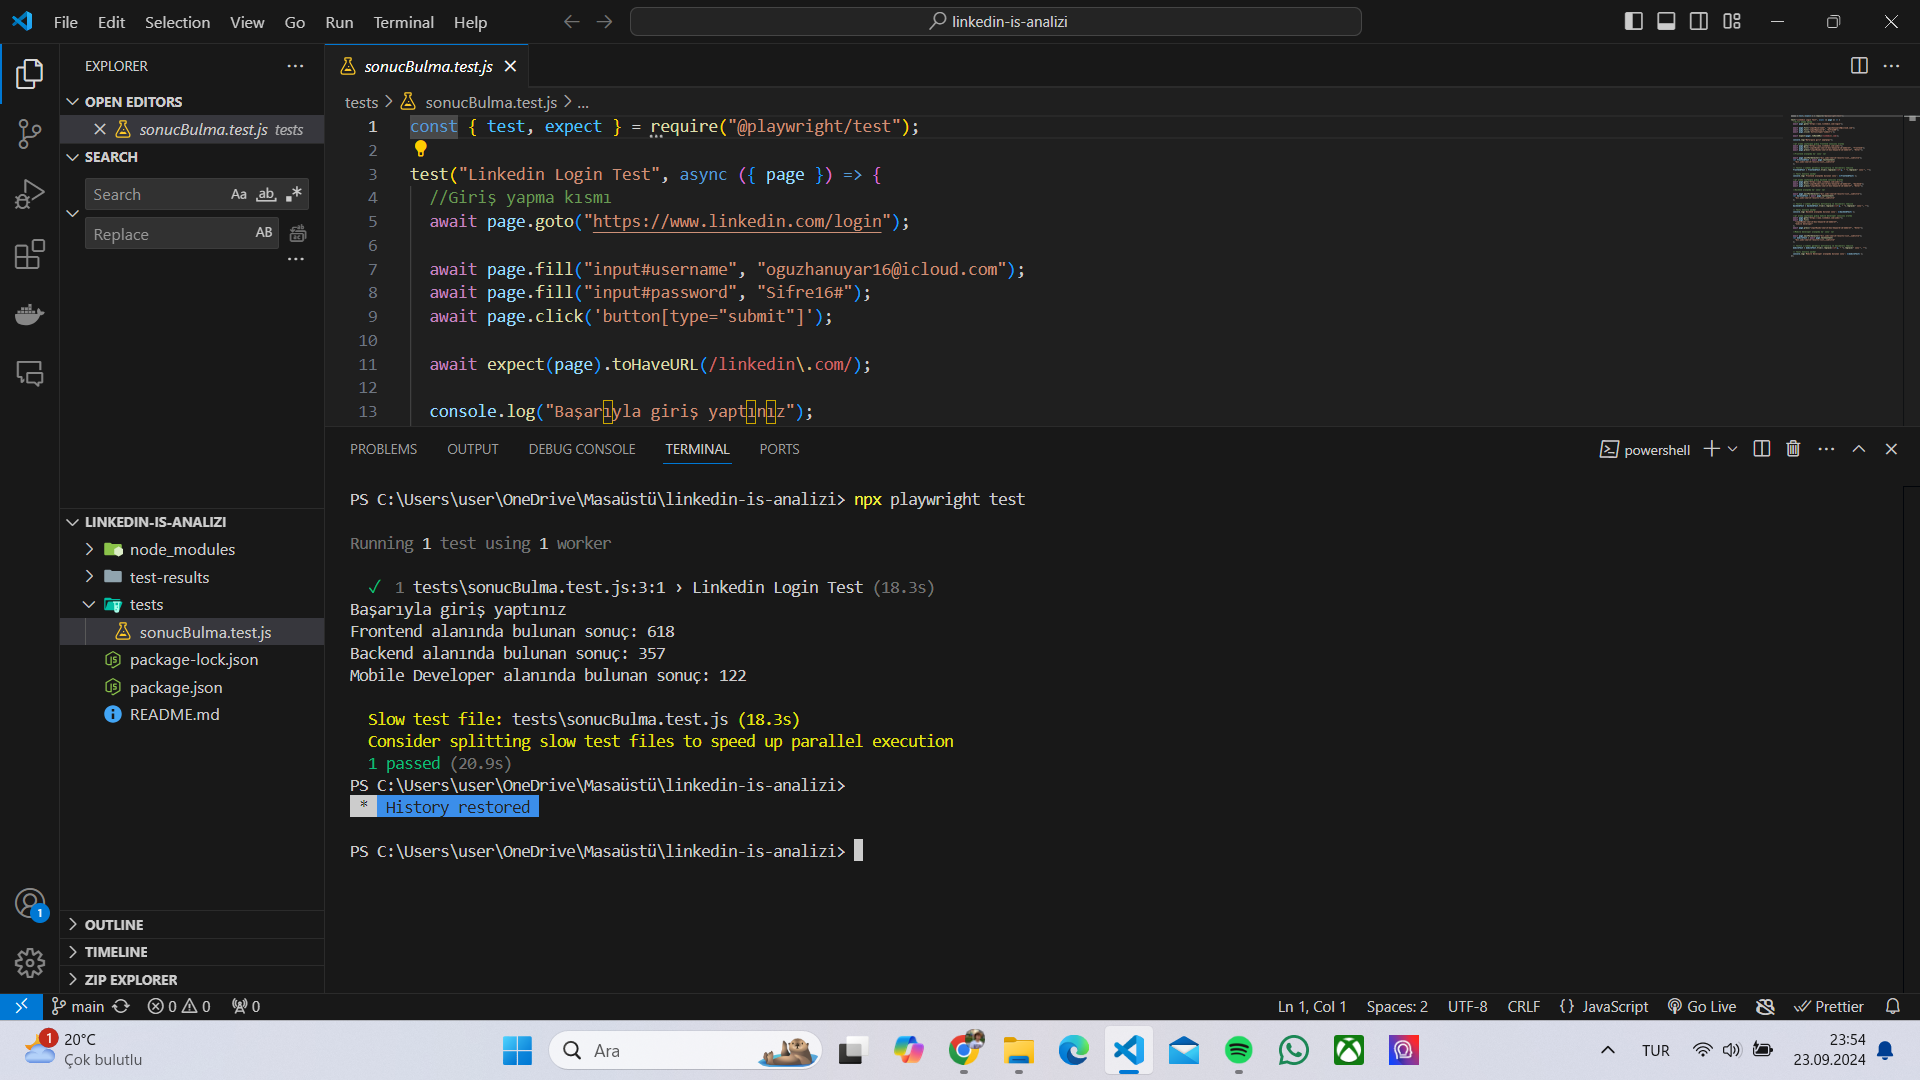 File Edit Selection View Go Run Terminal Help
linkedin-is-analizi
EXPLORER
OPEN EDITORS
sonucBulma.test.js tests
SEARCH
Search
Aa ab
Replace
AB
LINKEDIN-IS-ANALIZI
node_modules
test-results
tests
sonucBulma.test.js
package-lock.json
package.json
README.md
OUTLINE
TIMELINE
ZIP EXPLORER
sonucBulma.test.js
tests > sonucBulma.test.js > ...
1 const { test, expect } = require("@playwright/test");
2
3 test("Linkedin Login Test", async ({ page }) => {
4 //Giriş yapma kısmı
5 await page.goto("https://www.linkedin.com/login");
6
7 await page.fill("input#username", "oguzhanuyar16@icloud.com");
8 await page.fill("input#password", "Sifre16#");
9 await page.click('button[type="submit"]');
10
11 await expect(page).toHaveURL(/linkedin\.com/);
12
13 console.log("Başarıyla giriş yaptınız");
PROBLEMS OUTPUT DEBUG CONSOLE TERMINAL PORTS
powershell
PS C:\Users\user\OneDrive\Masaüstü\linkedin-is-analizi> npx playwright test
Running 1 test using 1 worker
✓ 1 tests\sonucBulma.test.js:3:1 › Linkedin Login Test (18.3s)
Başarıyla giriş yaptınız
Frontend alanında bulunan sonuç: 618
Backend alanında bulunan sonuç: 357
Mobile Developer alanında bulunan sonuç: 122
Slow test file: tests\sonucBulma.test.js (18.3s)
Consider splitting slow test files to speed up parallel execution
1 passed (20.9s)
PS C:\Users\user\OneDrive\Masaüstü\linkedin-is-analizi>
* History restored
PS C:\Users\user\OneDrive\Masaüstü\linkedin-is-analizi>
1
main 0 0 0
Ln 1, Col 1 Spaces: 2 UTF-8 CRLF {} JavaScript Go Live Prettier
1
20°C
Çok bulutlu
Ara
TUR
23:54
23.09.2024